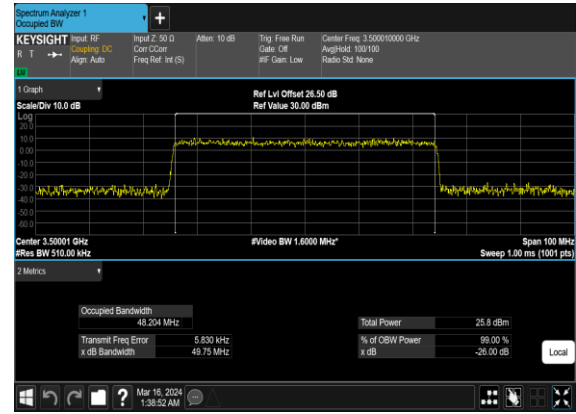 Spectrum Analyzer 1
Occupied BW
KEYSIGHT
R T
Input: RF
Coupling: DC
Align: Auto
Input Z: 50 Ω
Corr CCorr
Freq Ref: Int (S)
Atten: 10 dB
Trig: Free Run
Gate: Off
#IF Gain: Low
Center Freq: 3.500010000 GHz
Avg|Hold: 100/100
Radio Std: None
1 Graph
Scale/Div 10.0 dB
Ref Lvl Offset 26.50 dB
Ref Value 30.00 dBm
Log
20.0
10.0
0.00
-10.0
-20.0
-30.0
-40.0
-50.0
-60.0
Center 3.50001 GHz
#Res BW 510.00 kHz
#Video BW 1.6000 MHz*
Span 100 MHz
Sweep 1.00 ms (1001 pts)
2 Metrics
Occupied Bandwidth
48.204 MHz
Total Power 25.8 dBm
Transmit Freq Error 5.830 kHz
% of OBW Power 99.00 %
x dB Bandwidth 49.75 MHz
x dB -26.00 dB
Local
?
Mar 16, 2024
1:38:52 AM